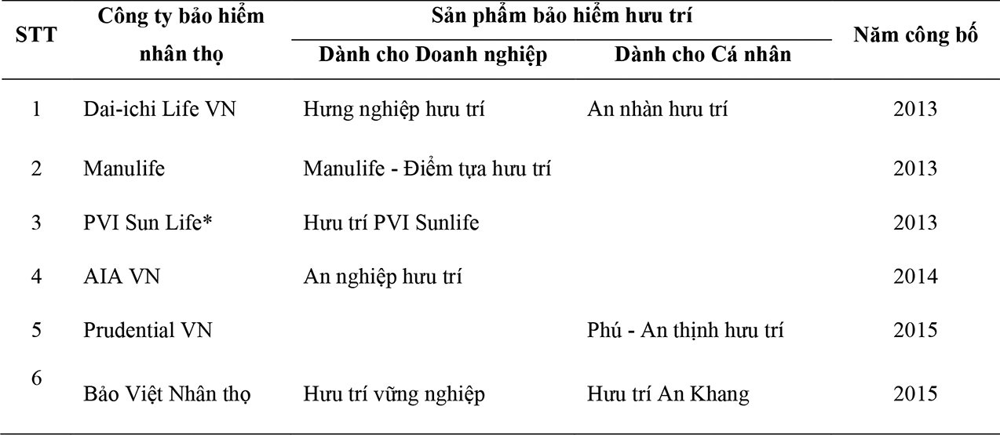 STT Công ty bảo hiểm nhân thọ Sản phẩm bảo hiểm hưu trí Năm công bố
Dành cho Doanh nghiệp Dành cho Cá nhân
1 Dai-ichi Life VN Hưng nghiệp hưu trí An nhàn hưu trí 2013
2 Manulife Manulife - Điểm tựa hưu trí 2013
3 PVI Sun Life* Hưu trí PVI Sunlife 2013
4 AIA VN An nghiệp hưu trí 2014
5 Prudential VN Phú - An thịnh hưu trí 2015
6 Bảo Việt Nhân thọ Hưu trí vững nghiệp Hưu trí An Khang 2015